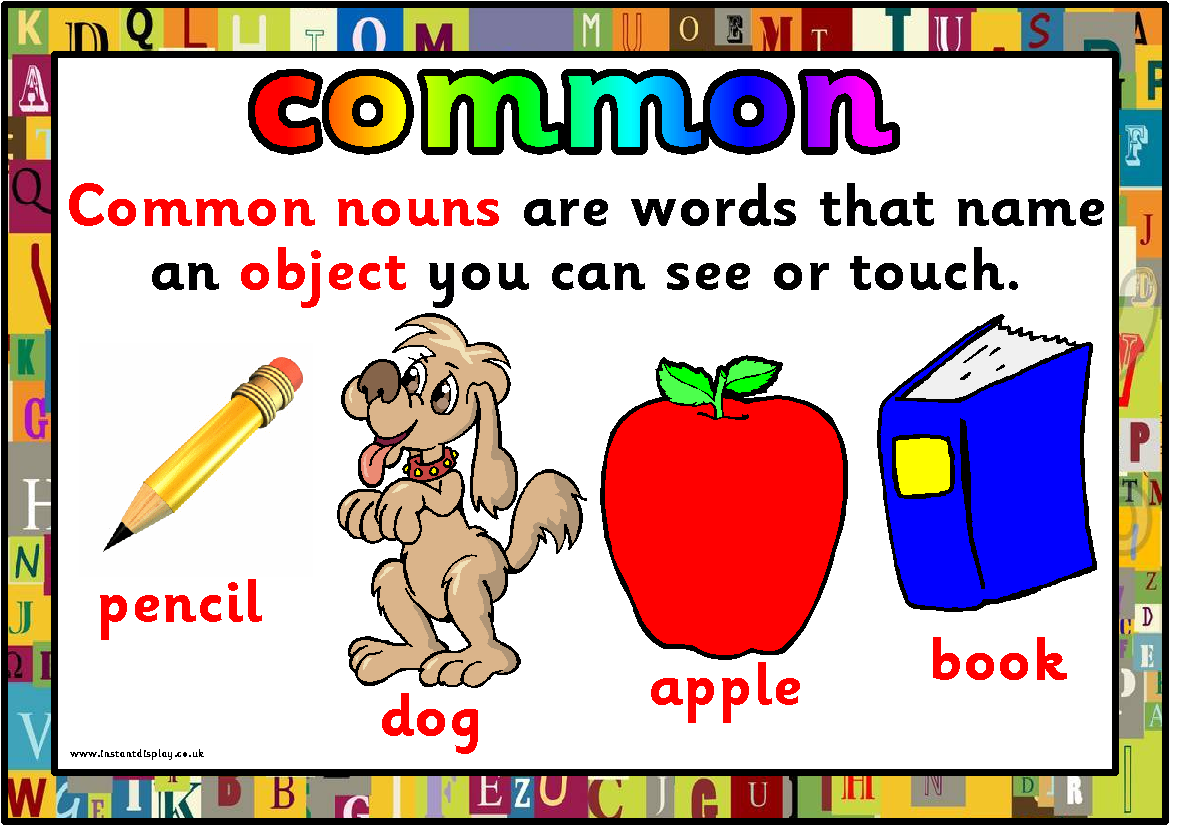 common
Common nouns are words that name
an object you can see or touch.
pencil
dog
apple
book
www.instantdisplay.co.uk